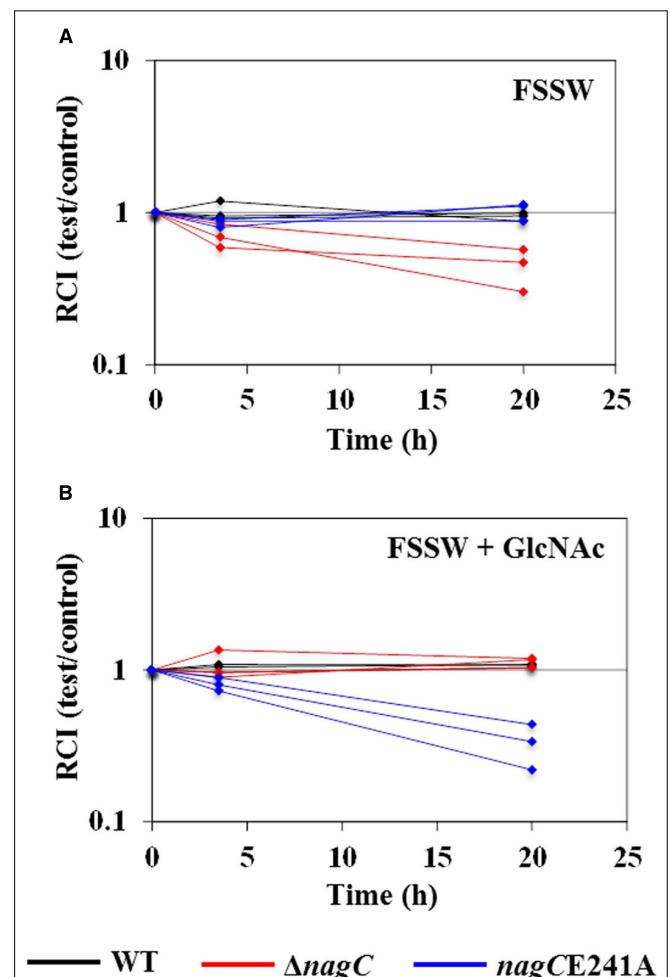 A
10
FSSW
1
RCI (test/control)
0.1
0 5 10 15 20 25
Time (h)
B
10
FSSW + GlcNAc
1
RCI (test/control)
0.1
0 5 10 15 20 25
Time (h)
WT ΔnagC nagCE241A